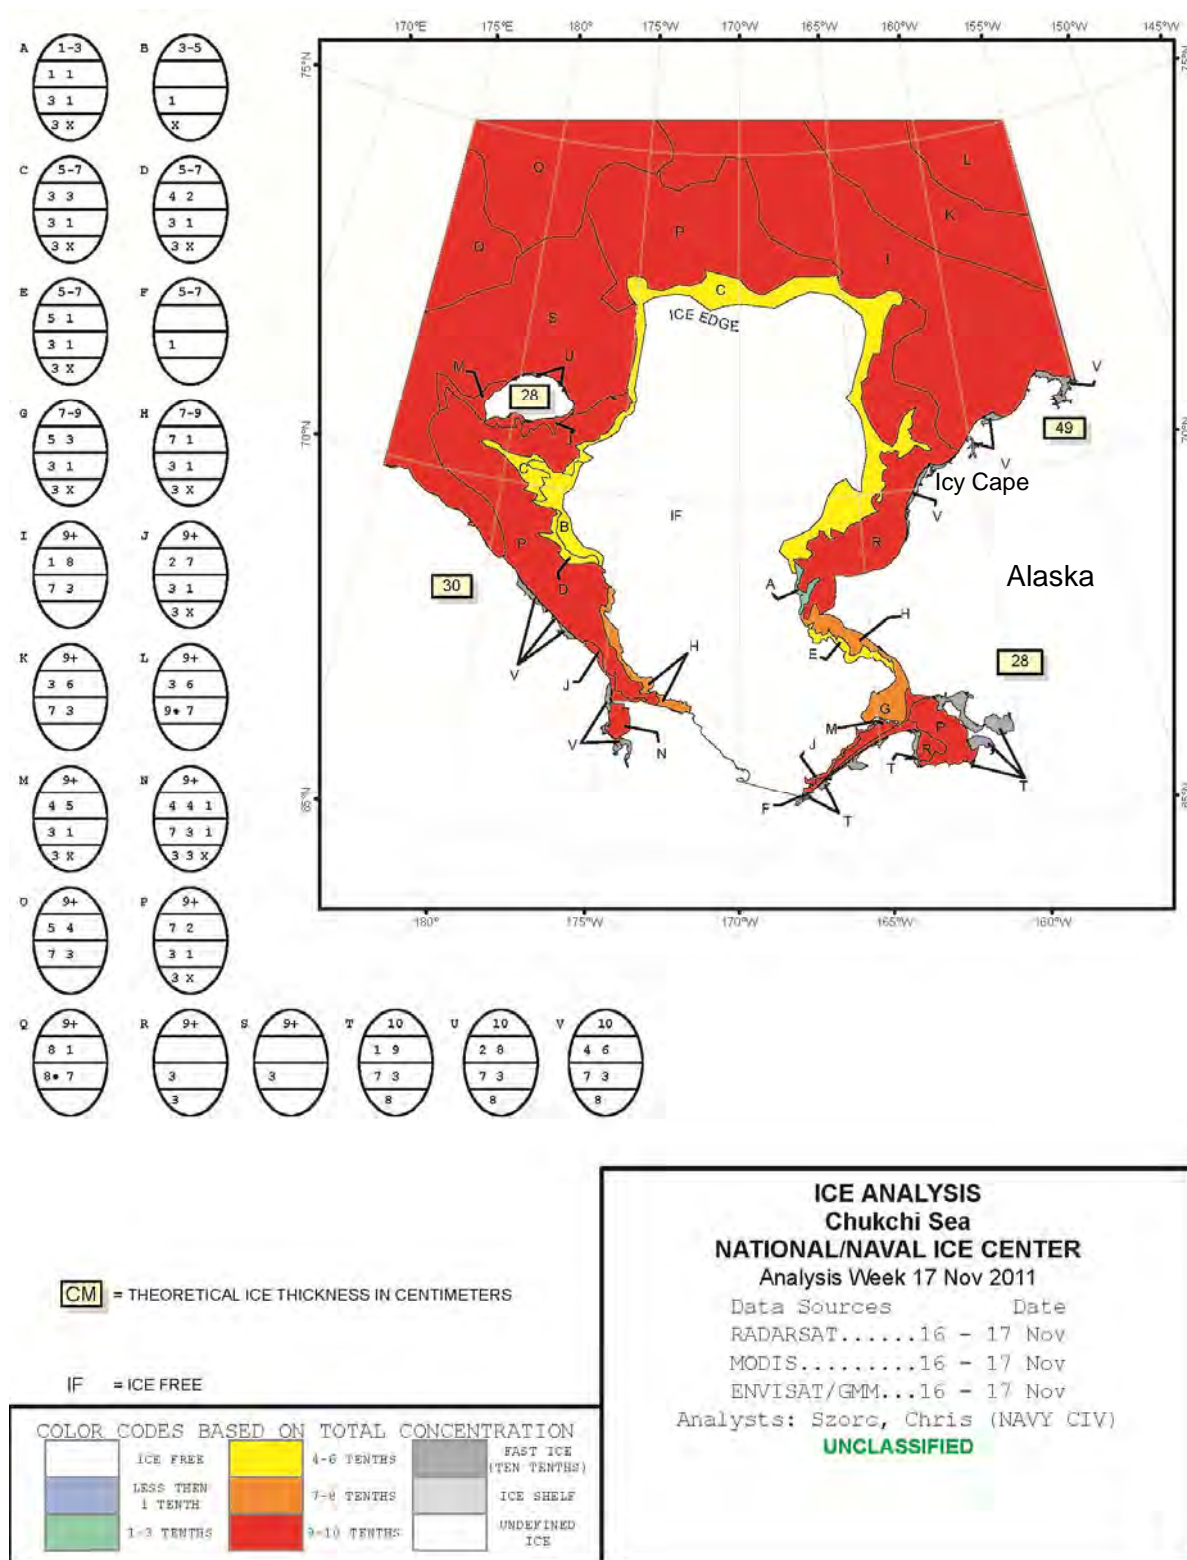 170°E 175°E 180° 175°W 170°W 165°W 160°W 155°W 150°W 145°W
75°N 75°N
A 1-3
1 1
3 1
3 X
B 3-5
1
X
C 5-7
3 3
3 1
3 X
D 5-7
4 2
3 1
3 X
E 5-7
5 1
3 1
3 X
F 5-7
1
G 7-9
5 3
3 1
3 X
H 7-9
7 1
3 1
3 X
I 9+
1 8
7 3
J 9+
2 7
3 1
3 X
K 9+
3 6
7 3
L 9+
3 6
9• 7
M 9+
4 5
3 1
3 X
N 9+
4 4 1
7 3 1
3 3 X
O 9+
5 4
7 3
P 9+
7 2
3 1
3 X
Q 9+
8 1
8• 7
R 9+
3
3
S 9+
3
T 10
1 9
7 3
8
U 10
2 8
7 3
8
V 10
4 6
7 3
8
L
O
K
P
Q
I
C
ICE EDGE
S
M
U
28
V
J
70°N
70°N
49
C
V
Icy Cape
V
IF
B
P
R
30
D
A
Alaska
H
H
E
28
V
J
G
P
M
V
N
J
R
T
T
65°N
65°N
F
T
180° 175°W 170°W 165°W 160°W
ICE ANALYSIS
Chukchi Sea
NATIONAL/NAVAL ICE CENTER
Analysis Week 17 Nov 2011
Data Sources Date
RADARSAT......16 - 17 Nov
MODIS.........16 - 17 Nov
ENVISAT/GMM...16 - 17 Nov
Analysts: Szorc, Chris (NAVY CIV)
UNCLASSIFIED
CM = THEORETICAL ICE THICKNESS IN CENTIMETERS
IF = ICE FREE
COLOR CODES BASED ON TOTAL CONCENTRATION
ICE FREE
LESS THEN
1 TENTH
1-3 TENTHS
4-6 TENTHS
7-8 TENTHS
9-10 TENTHS
FAST ICE
(TEN TENTHS)
ICE SHELF
UNDEFINED
ICE